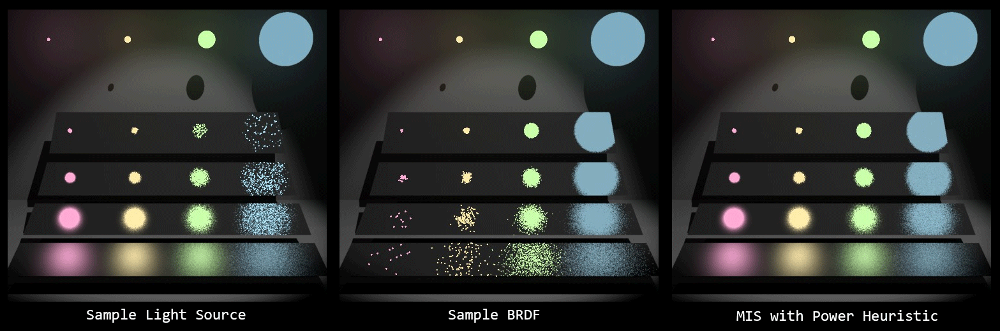 Sample Light Source
Sample BRDF
MIS with Power Heuristic